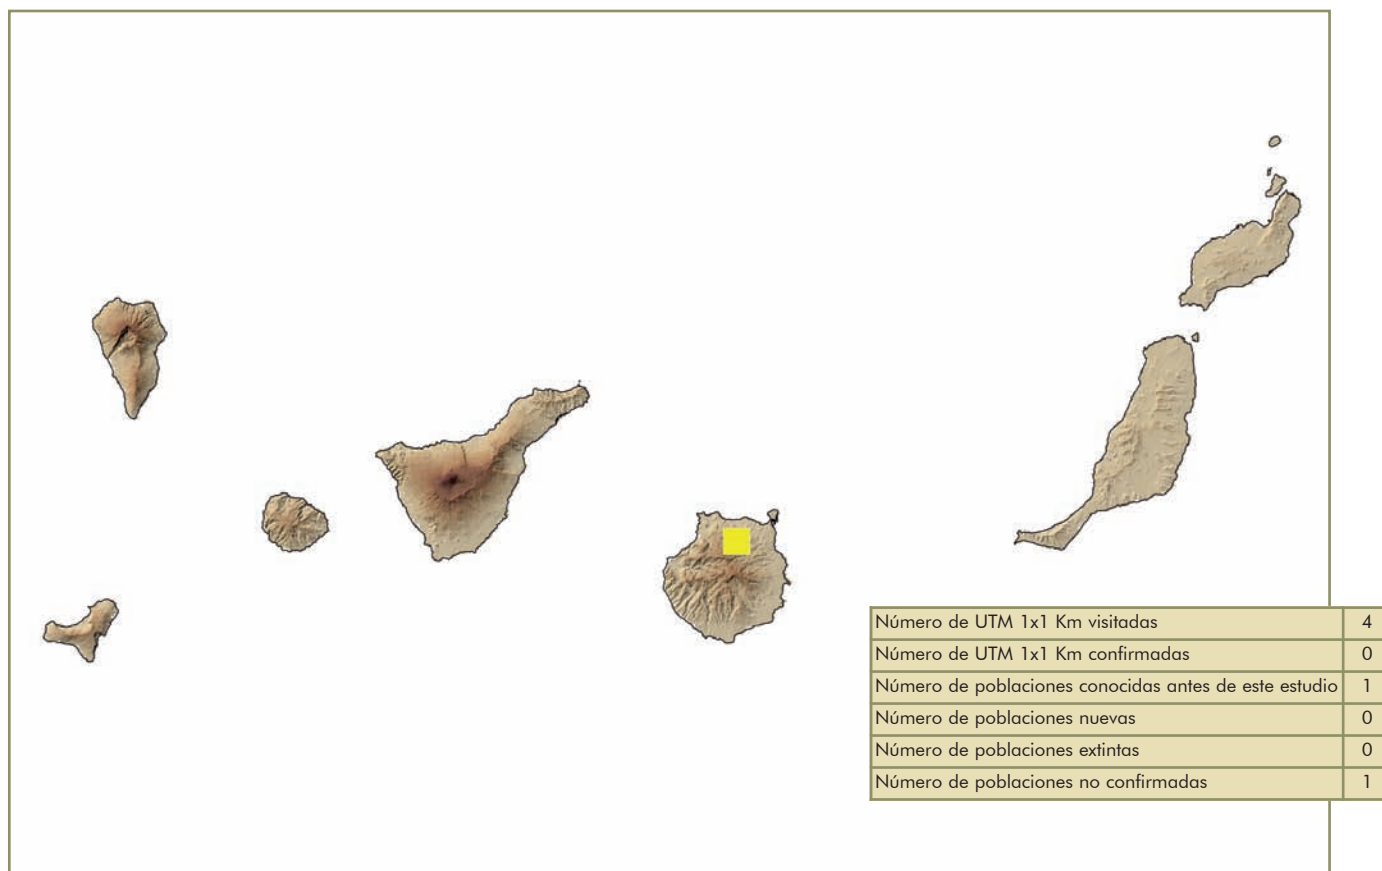 Número de UTM 1x1 Km visitadas 4
Número de UTM 1x1 Km confirmadas 0
Número de poblaciones conocidas antes de este estudio 1
Número de poblaciones nuevas 0
Número de poblaciones extintas 0
Número de poblaciones no confirmadas 1